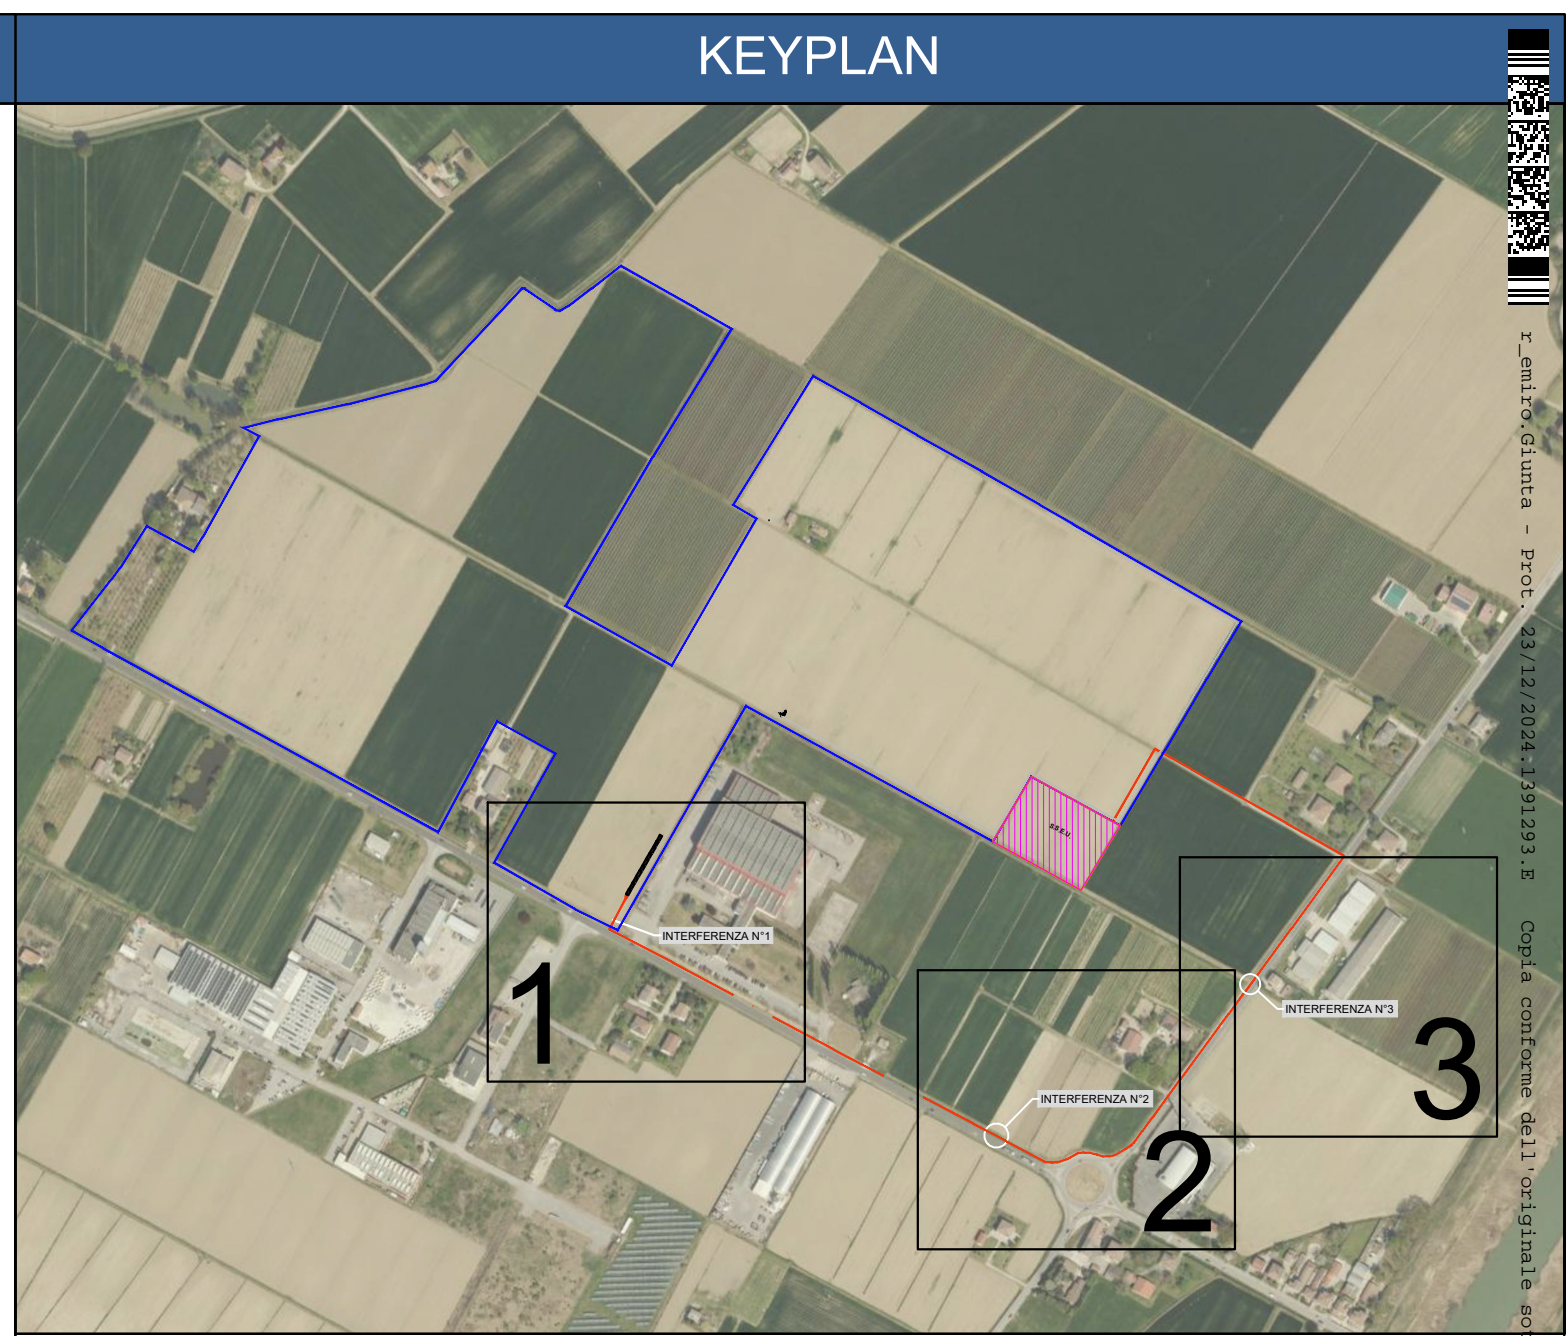 KEYPLAN
r_emiro.Giunta - Prot. 23/12/2024.1391293.E Copia conforme dell'originale sot
S.S.E.U.
INTERFERENZA N°1
1
INTERFERENZA N°3
3
INTERFERENZA N°2
2